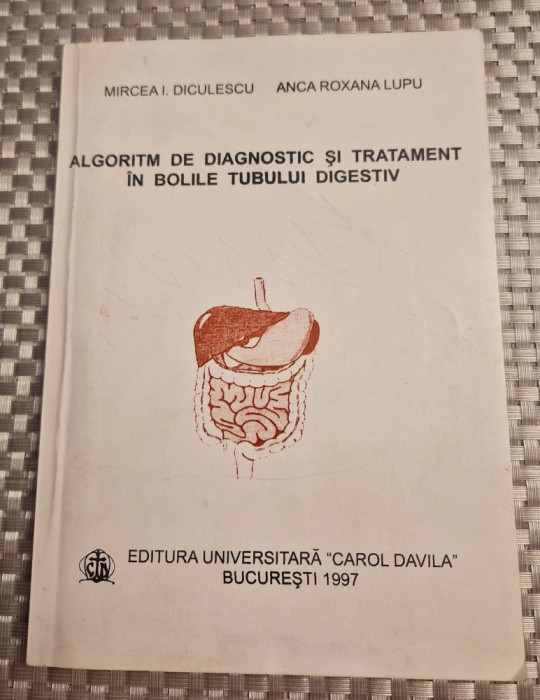 MIRCEA I. DICULESCU ANCA ROXANA LUPU
ALGORITM DE DIAGNOSTIC ŞI TRATAMENT
ÎN BOLILE TUBULUI DIGESTIV
EDITURA UNIVERSITARĂ "CAROL DAVILA"
BUCUREŞTI 1997